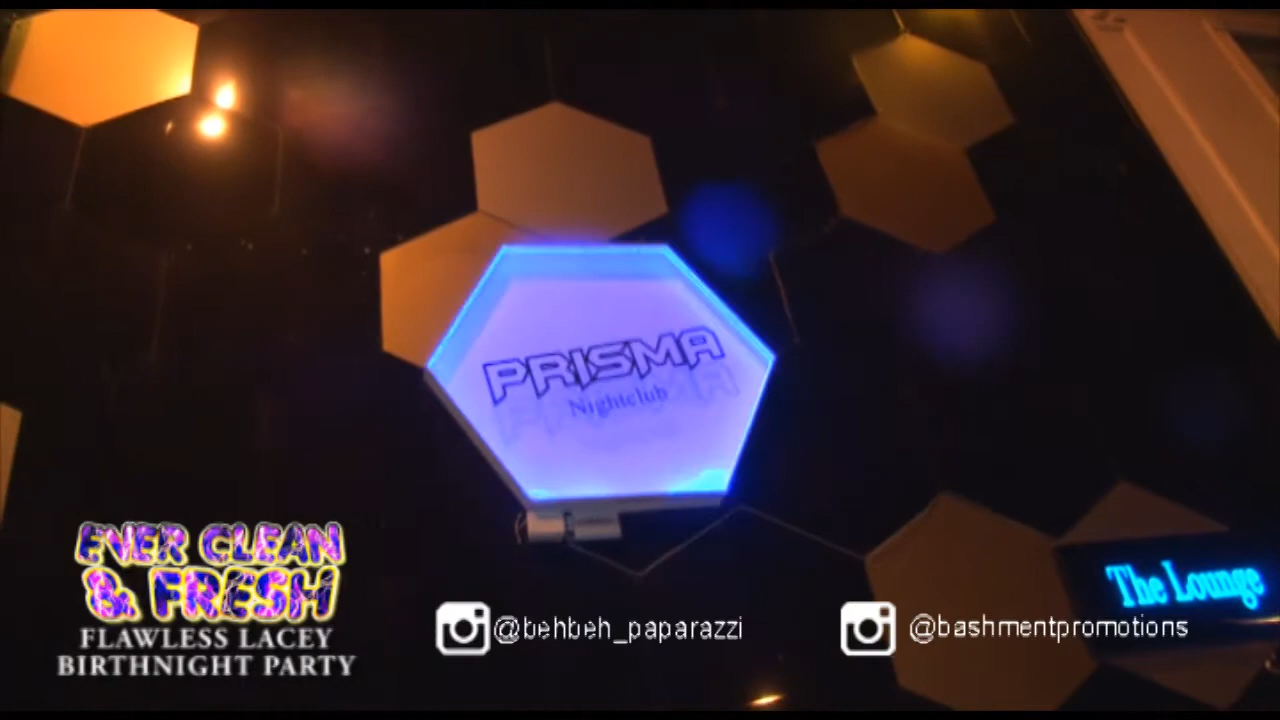 PRISMA
Nightclub
The Lounge
EVER CLEAN
& FRESH
FLAWLESS LACEY
BIRTHNIGHT PARTY
@behbeh_paparazzi
@bashmentpromotions